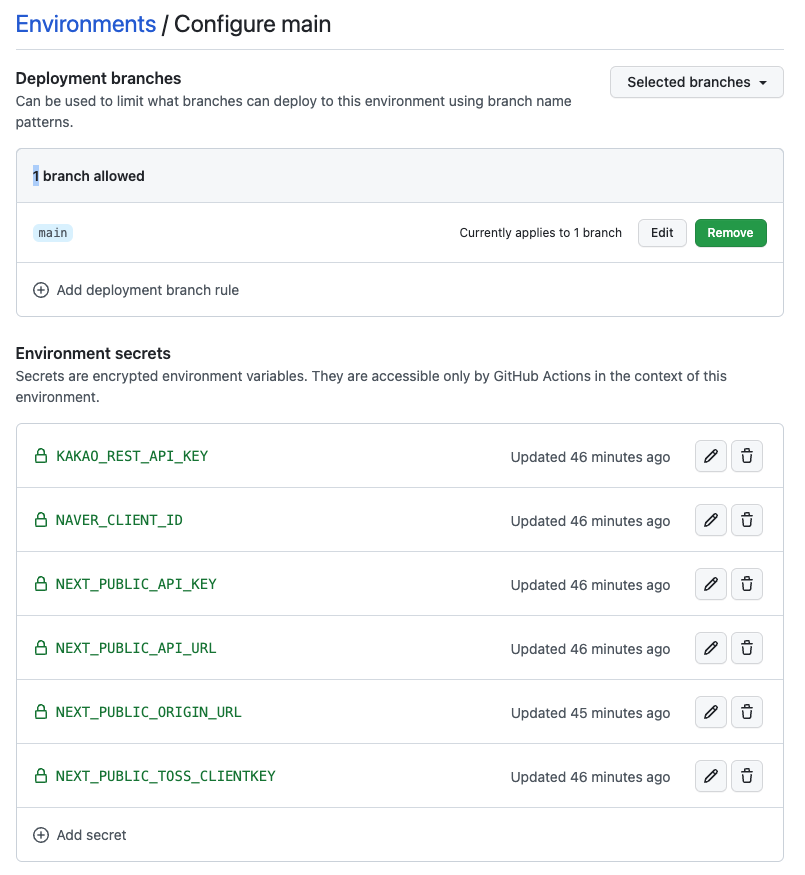 Environments / Configure main
Deployment branches
Can be used to limit what branches can deploy to this environment using branch name
patterns.
Selected branches
1 branch allowed
main
Currently applies to 1 branch
Edit
Remove
Add deployment branch rule
Environment secrets
Secrets are encrypted environment variables. They are accessible only by GitHub Actions in the context of this
environment.
KAKAO_REST_API_KEY
Updated 46 minutes ago
NAVER_CLIENT_ID
Updated 46 minutes ago
NEXT_PUBLIC_API_KEY
Updated 46 minutes ago
NEXT_PUBLIC_API_URL
Updated 46 minutes ago
NEXT_PUBLIC_ORIGIN_URL
Updated 45 minutes ago
NEXT_PUBLIC_TOSS_CLIENTKEY
Updated 46 minutes ago
Add secret